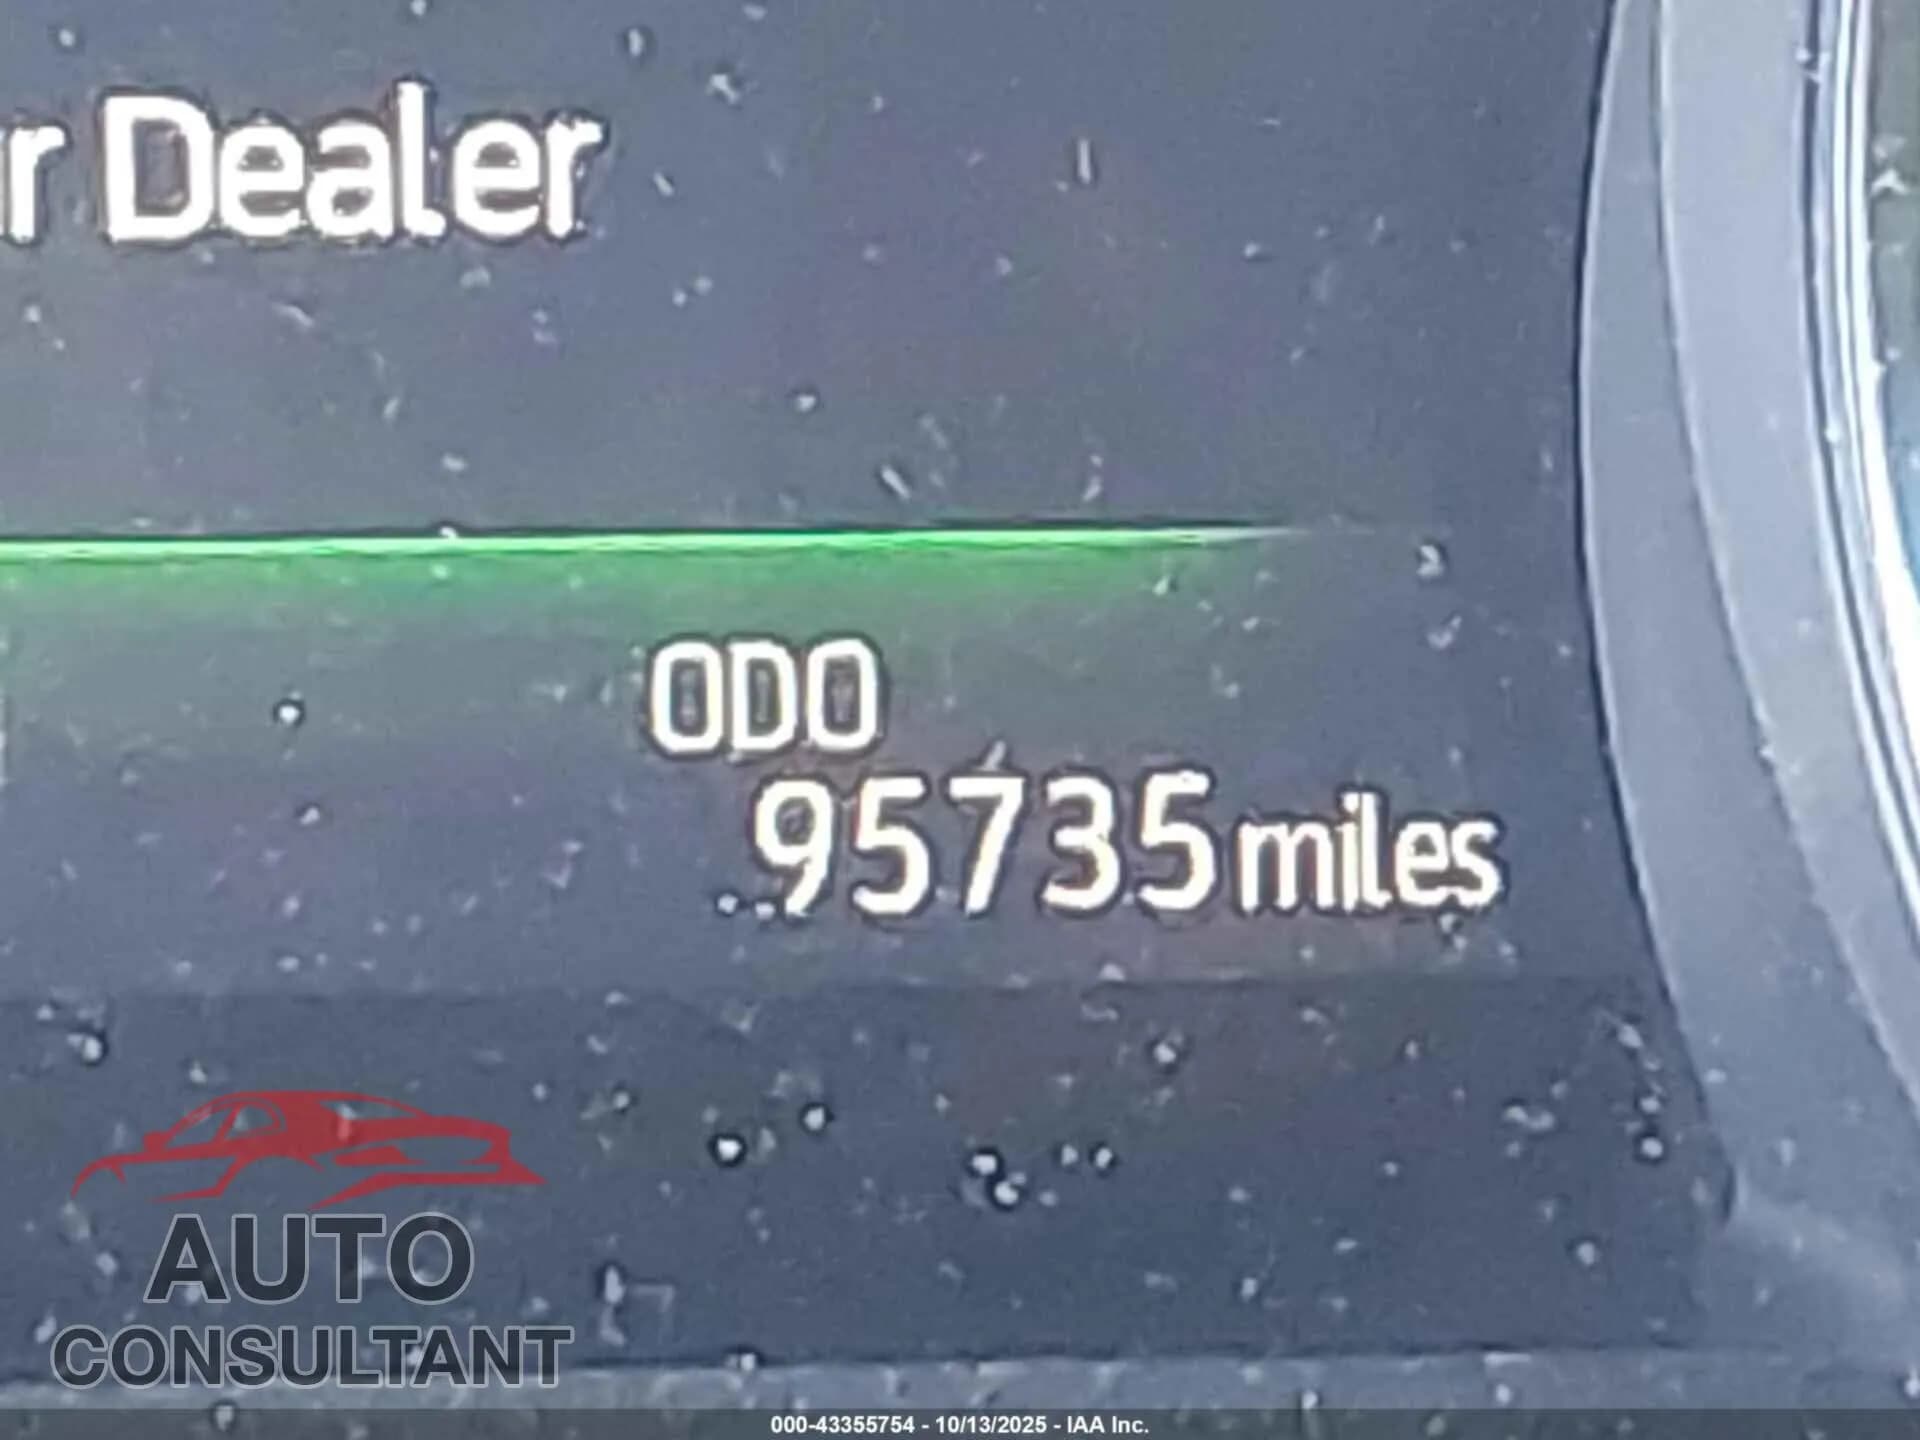 r Dealer
ODO
95735 miles
AUTO
CONSULTANT
000-43355754 - 10/13/2025 - IAA Inc.